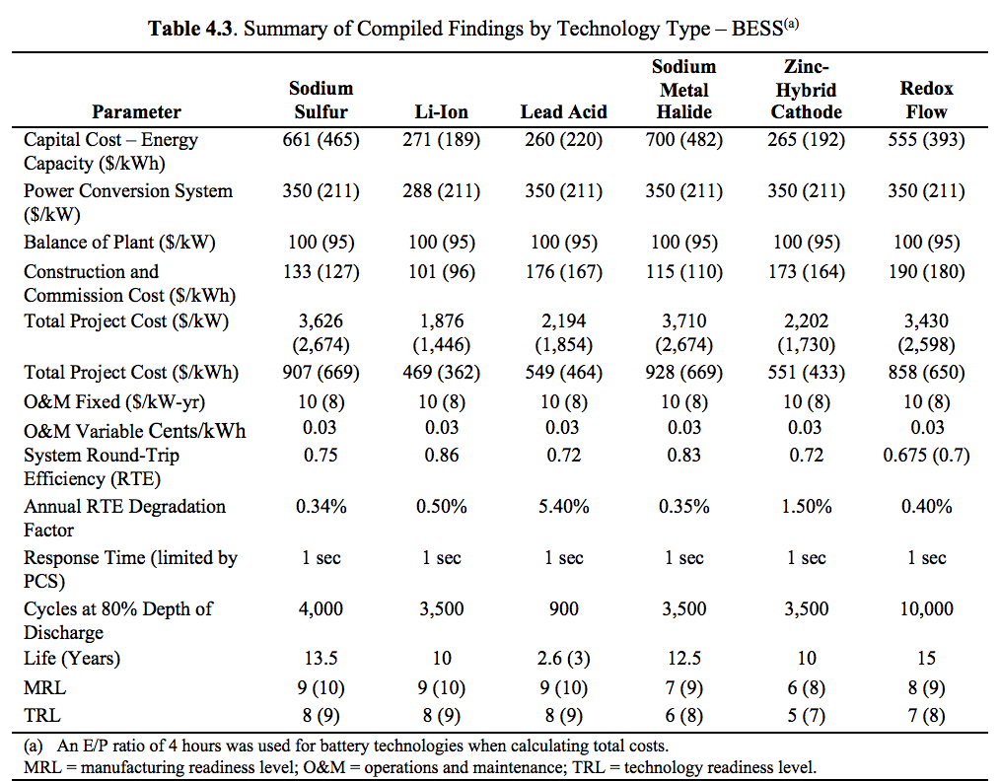 Table 4.3. Summary of Compiled Findings by Technology Type – BESS(a)
Parameter Sodium Sulfur Li-Ion Lead Acid Sodium Metal Halide Zinc-Hybrid Cathode Redox Flow
Capital Cost – Energy Capacity ($/kWh) 661 (465) 271 (189) 260 (220) 700 (482) 265 (192) 555 (393)
Power Conversion System ($/kW) 350 (211) 288 (211) 350 (211) 350 (211) 350 (211) 350 (211)
Balance of Plant ($/kW) 100 (95) 100 (95) 100 (95) 100 (95) 100 (95) 100 (95)
Construction and Commission Cost ($/kWh) 133 (127) 101 (96) 176 (167) 115 (110) 173 (164) 190 (180)
Total Project Cost ($/kW) 3,626 (2,674) 1,876 (1,446) 2,194 (1,854) 3,710 (2,674) 2,202 (1,730) 3,430 (2,598)
Total Project Cost ($/kWh) 907 (669) 469 (362) 549 (464) 928 (669) 551 (433) 858 (650)
O&M Fixed ($/kW-yr) 10 (8) 10 (8) 10 (8) 10 (8) 10 (8) 10 (8)
O&M Variable Cents/kWh 0.03 0.03 0.03 0.03 0.03 0.03
System Round-Trip Efficiency (RTE) 0.75 0.86 0.72 0.83 0.72 0.675 (0.7)
Annual RTE Degradation Factor 0.34% 0.50% 5.40% 0.35% 1.50% 0.40%
Response Time (limited by PCS) 1 sec 1 sec 1 sec 1 sec 1 sec 1 sec
Cycles at 80% Depth of Discharge 4,000 3,500 900 3,500 3,500 10,000
Life (Years) 13.5 10 2.6 (3) 12.5 10 15
MRL 9 (10) 9 (10) 9 (10) 7 (9) 6 (8) 8 (9)
TRL 8 (9) 8 (9) 8 (9) 6 (8) 5 (7) 7 (8)
(a) An E/P ratio of 4 hours was used for battery technologies when calculating total costs.
MRL = manufacturing readiness level; O&M = operations and maintenance; TRL = technology readiness level.